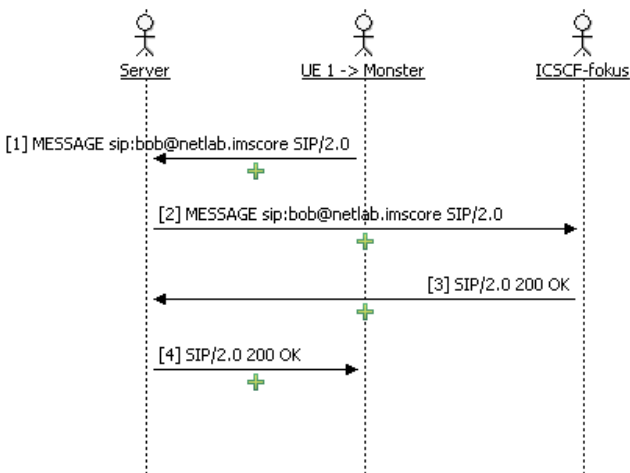 Server
UE 1 -> Monster
ICSCF-fokus
[1] MESSAGE sip:bob@netlab.imscore SIP/2.0
[2] MESSAGE sip:bob@netlab.imscore SIP/2.0
[3] SIP/2.0 200 OK
[4] SIP/2.0 200 OK